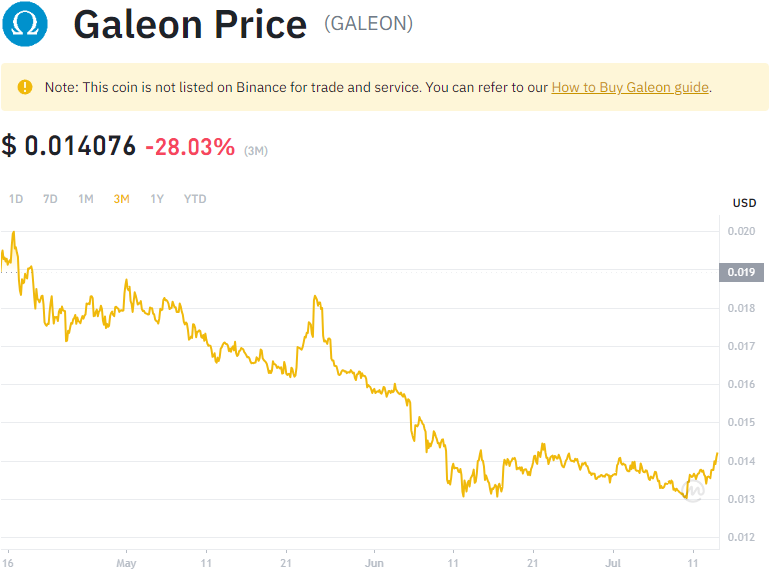 Galeon Price (GALEON)
Note: This coin is not listed on Binance for trade and service. You can refer to our How to Buy Galeon guide.
$ 0.014076 -28.03% (3M)
1D 7D 1M 3M 1Y YTD
USD
0.020
0.019
0.018
0.017
0.016
0.015
0.014
0.013
0.012
16 May 11 21 Jun 11 21 Jul 11